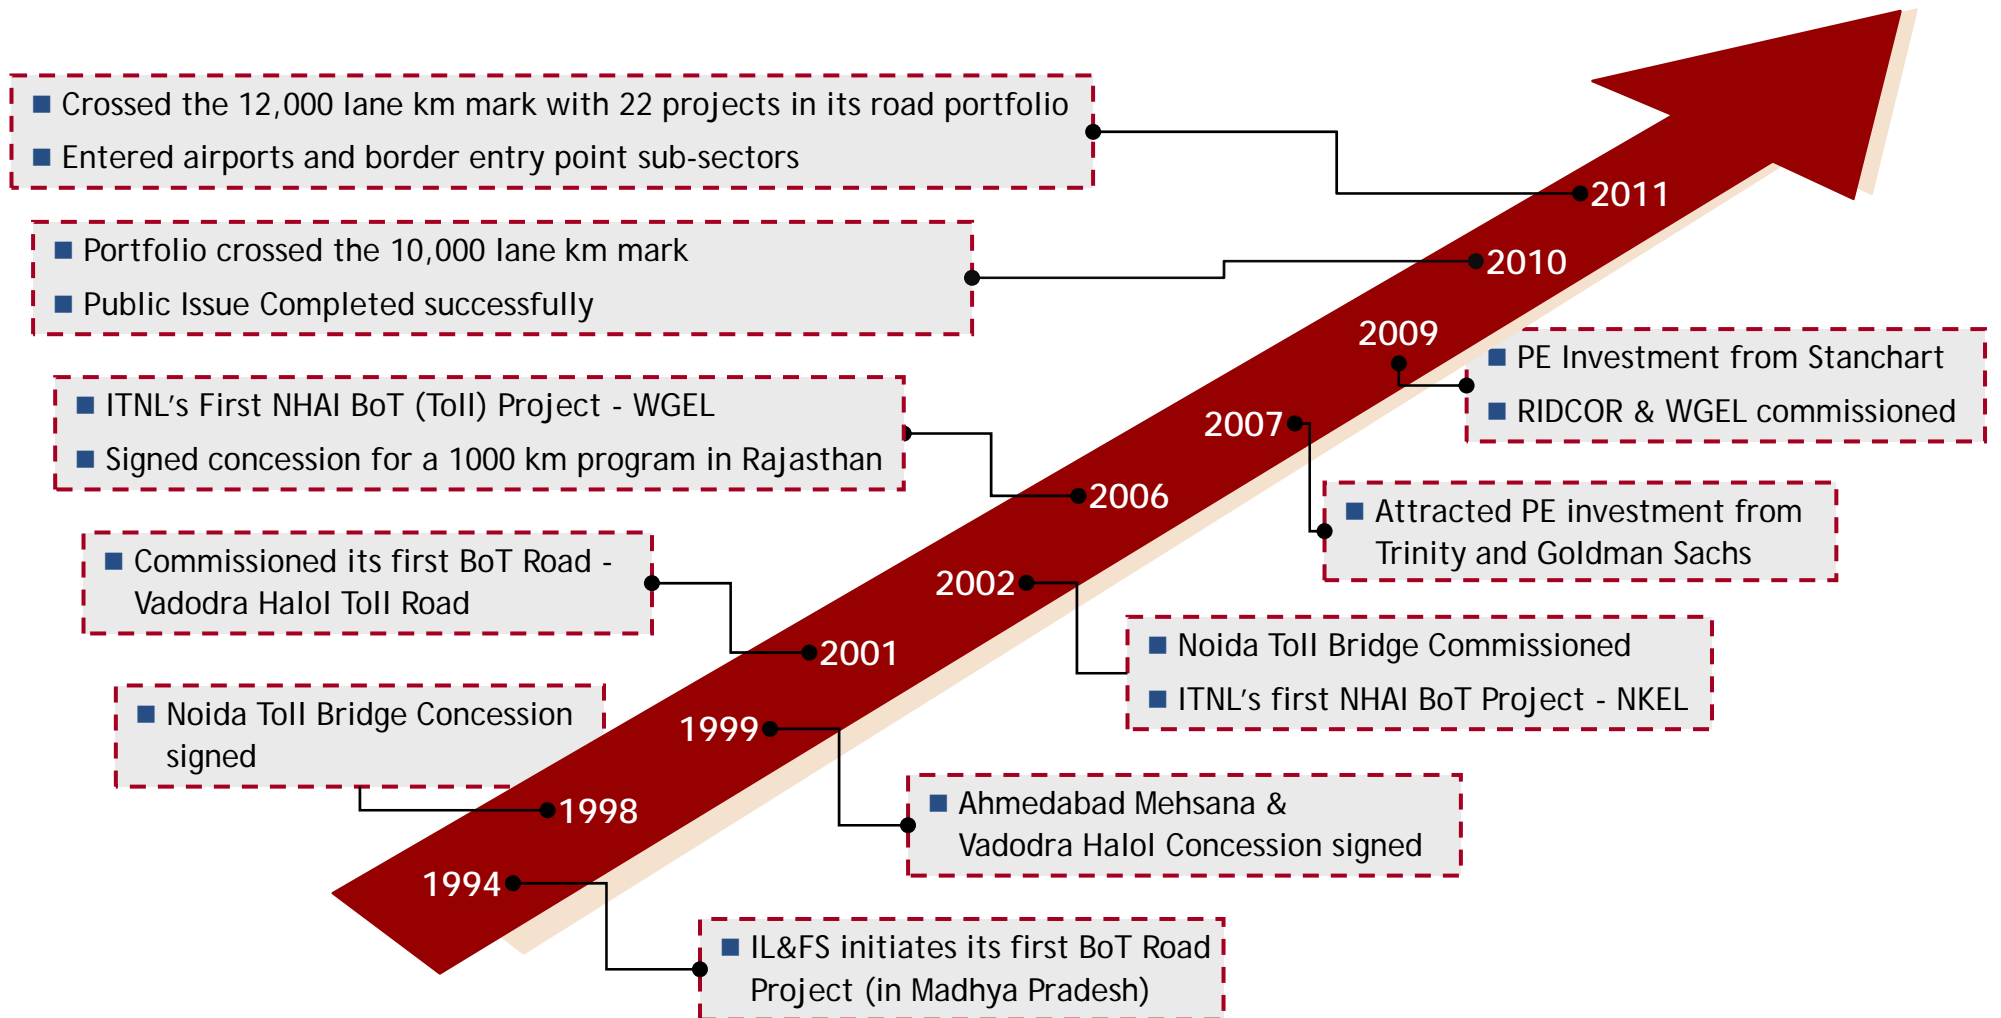 Crossed the 12,000 lane km mark with 22 projects in its road portfolio
Entered airports and border entry point sub-sectors
2011
Portfolio crossed the 10,000 lane km mark
Public Issue Completed successfully
2010
2009
PE Investment from Stanchart
RIDCOR & WGEL commissioned
ITNL's First NHAI BoT (Toll) Project - WGEL
Signed concession for a 1000 km program in Rajasthan
2006
2007
Attracted PE investment from
Trinity and Goldman Sachs
Commissioned its first BoT Road -
Vadodra Halol Toll Road
2001
2002
Noida Toll Bridge Commissioned
ITNL's first NHAI BoT Project - NKEL
Noida Toll Bridge Concession
signed
1998
1999
Ahmedabad Mehsana &
Vadodra Halol Concession signed
1994
IL&FS initiates its first BoT Road
Project (in Madhya Pradesh)